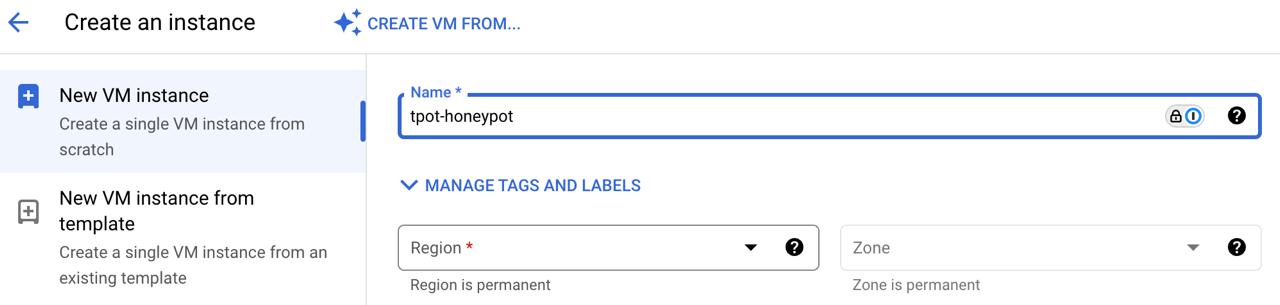 Create an instance
CREATE VM FROM...
New VM instance
Create a single VM instance from
scratch
New VM instance from
template
Create a single VM instance from an
existing template
Name *
tpot-honeypot
MANAGE TAGS AND LABELS
Region *
Region is permanent
Zone
Zone is permanent